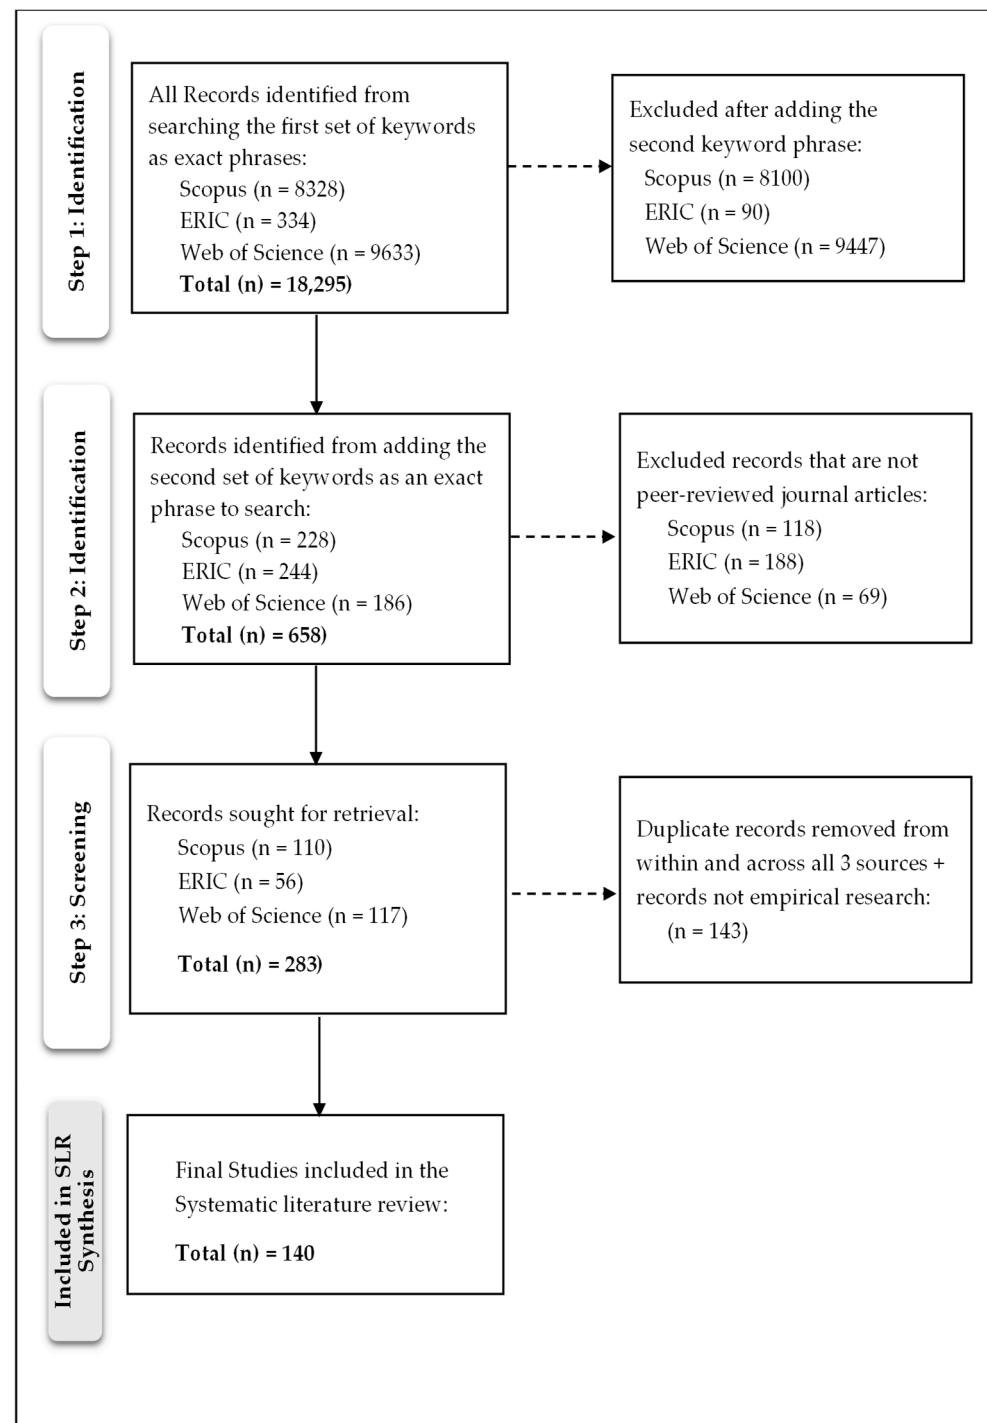 Step 1: Identification
All Records identified from
searching the first set of keywords
as exact phrases:
Scopus (n = 8328)
ERIC (n = 334)
Web of Science (n = 9633)
Total (n) = 18,295)
Excluded after adding the
second keyword phrase:
Scopus (n = 8100)
ERIC (n = 90)
Web of Science (n = 9447)
Step 2: Identification
Records identified from adding the
second set of keywords as an exact
phrase to search:
Scopus (n = 228)
ERIC (n = 244)
Web of Science (n = 186)
Total (n) = 658)
Excluded records that are not
peer-reviewed journal articles:
Scopus (n = 118)
ERIC (n = 188)
Web of Science (n = 69)
Step 3: Screening
Records sought for retrieval:
Scopus (n = 110)
ERIC (n = 56)
Web of Science (n = 117)
Total (n) = 283)
Duplicate records removed from
within and across all 3 sources +
records not empirical research:
(n = 143)
Included in SLR
Synthesis
Final Studies included in the
Systematic literature review:
Total (n) = 140